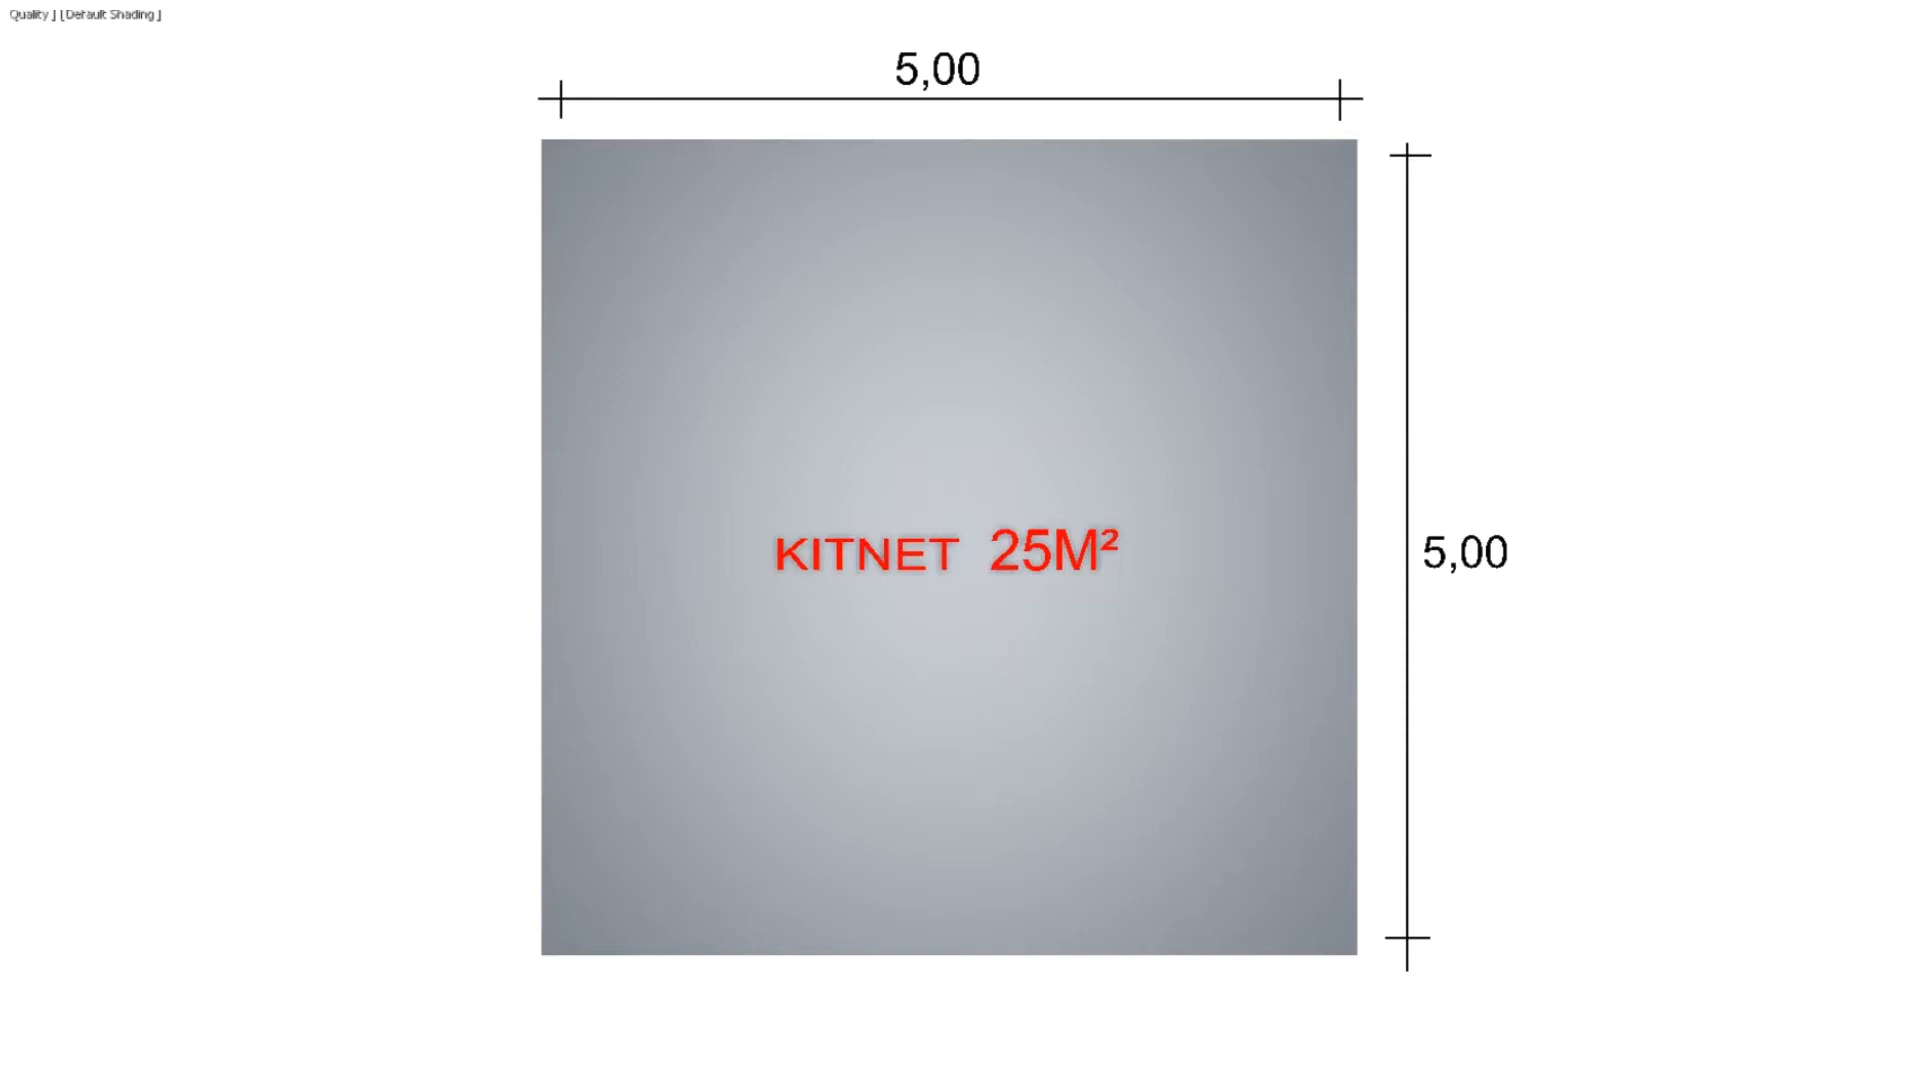 Quality ] [Default Shading ]
5,00
KITNET 25M²
5,00